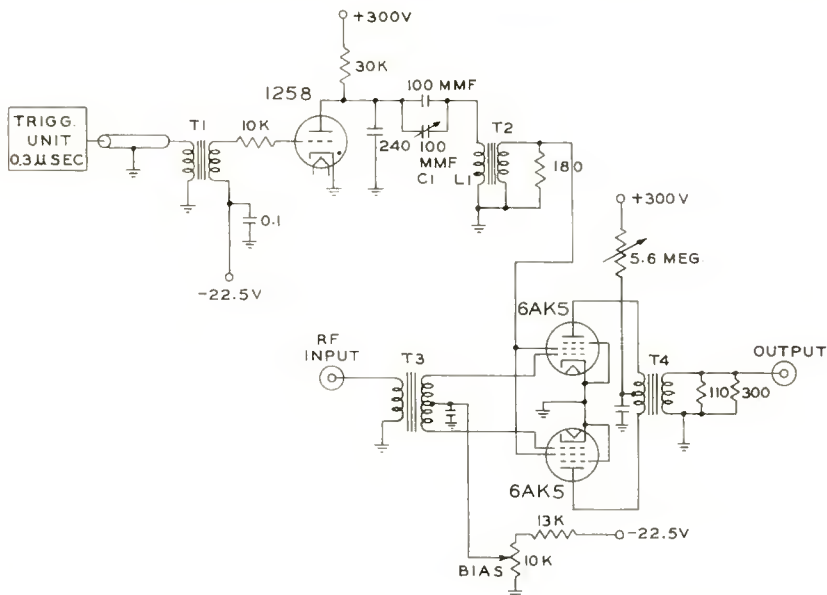 +300V
30K
1258
100 MMF
TRIGG.
UNIT
0.3 µSEC
T1
10K
240
100
MMF
C1
L1
T2
180
0.1
-22.5V
+300V
5.6 MEG.
6AK5
RF
INPUT
T3
T4
OUTPUT
110
300
6AK5
13K
-22.5V
10K
BIAS